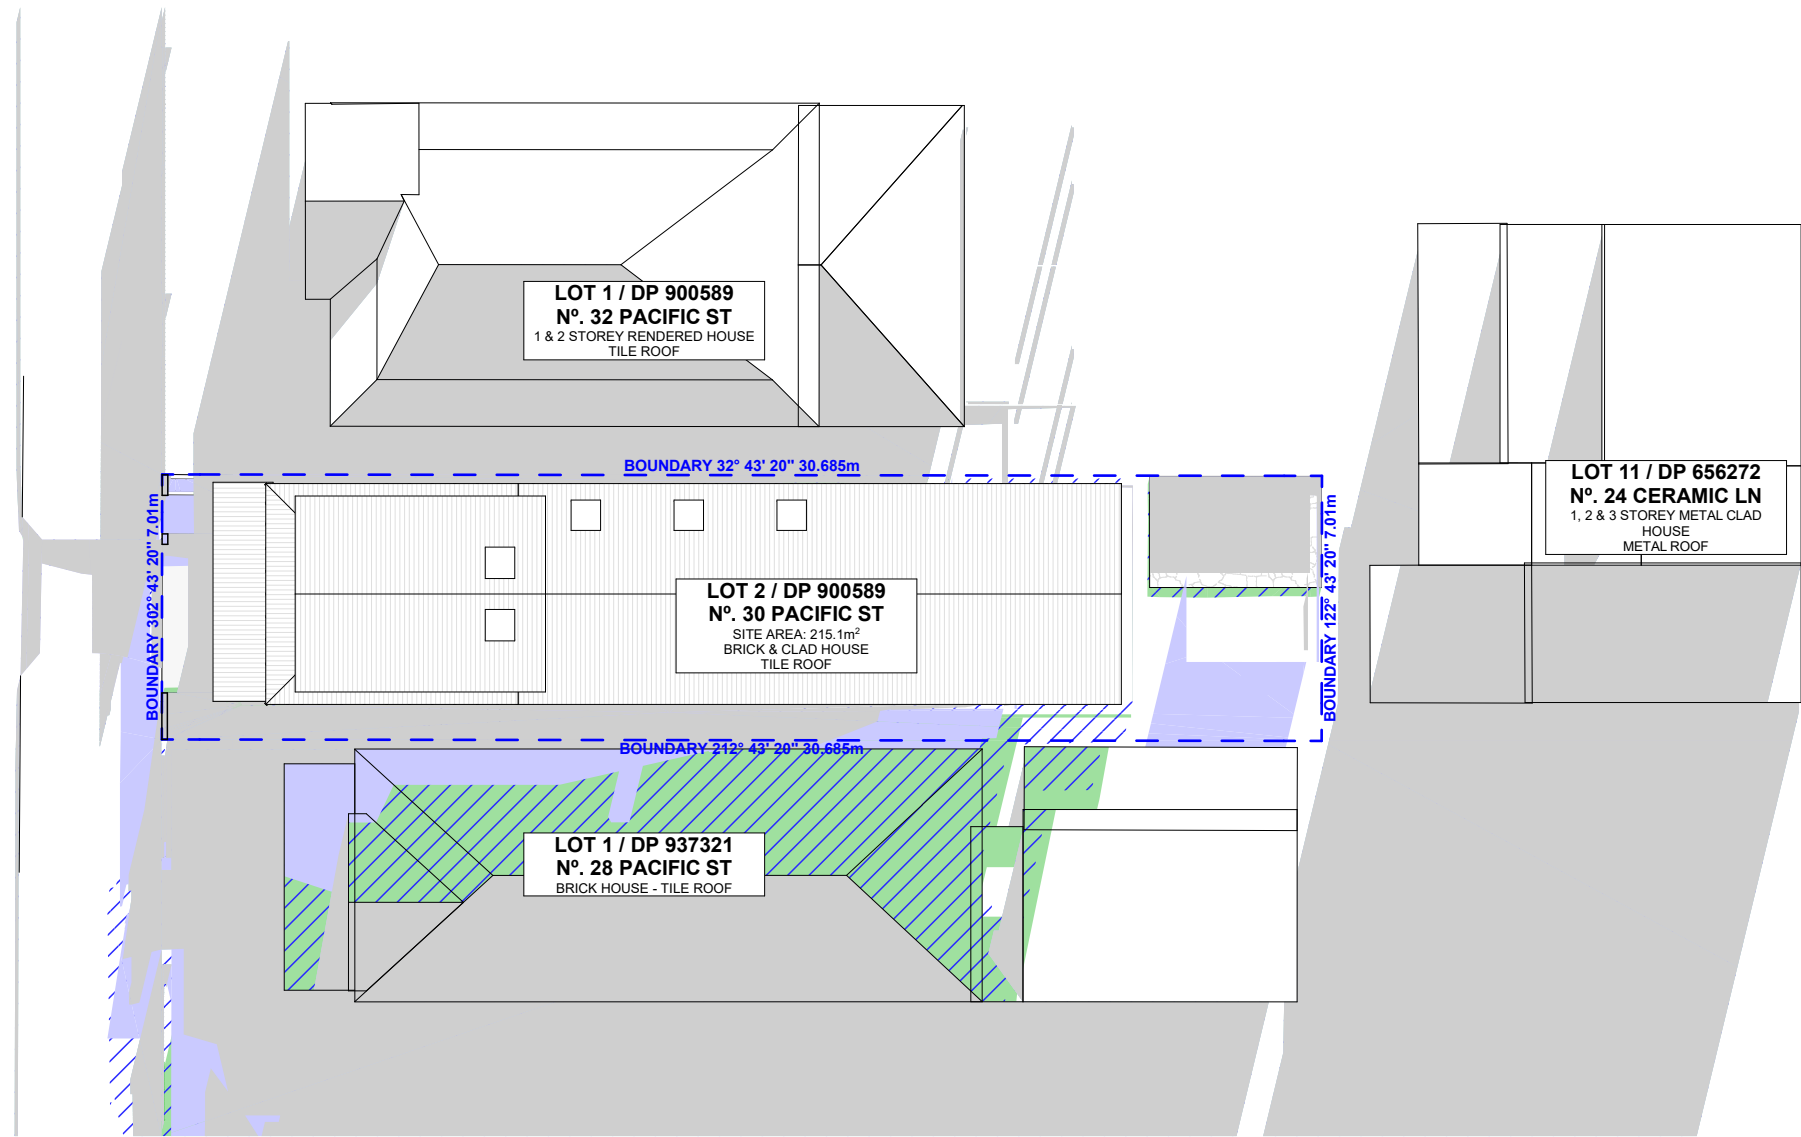 LOT 1 / DP 900589
Nº. 32 PACIFIC ST
1 & 2 STOREY RENDERED HOUSE
TILE ROOF
BOUNDARY 32° 43' 20" 30.685m
LOT 11 / DP 656272
Nº. 24 CERAMIC LN
1, 2 & 3 STOREY METAL CLAD
HOUSE
METAL ROOF
BOUNDARY 302° 43' 20" 7.01m
LOT 2 / DP 900589
Nº. 30 PACIFIC ST
SITE AREA: 215.1m²
BRICK & CLAD HOUSE
TILE ROOF
BOUNDARY 122° 43' 20" 7.01m
BOUNDARY 212° 43' 20" 30.685m
LOT 1 / DP 937321
Nº. 28 PACIFIC ST
BRICK HOUSE - TILE ROOF